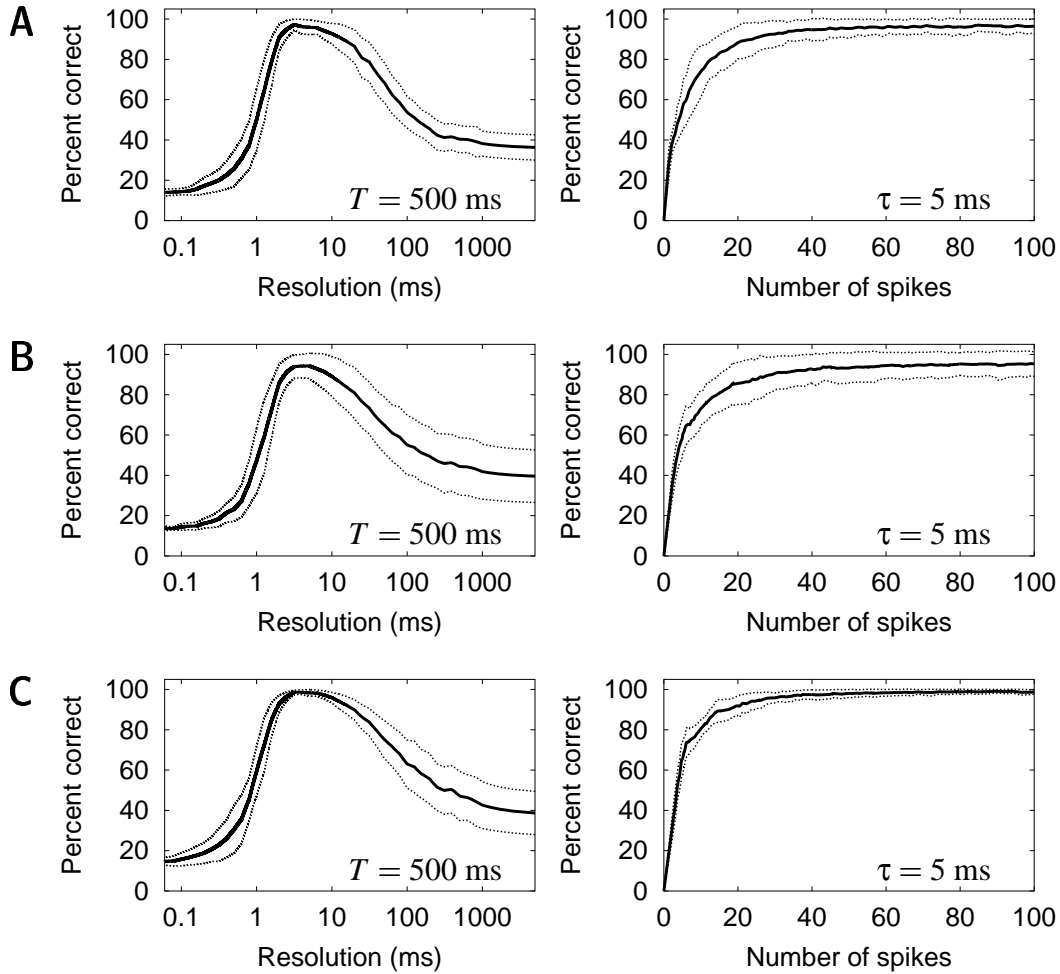 A
Percent correct
100
80
60
40
20
0
T = 500 ms
0.1 1 10 100 1000
Resolution (ms)
Percent correct
100
80
60
40
20
0
τ = 5 ms
0 20 40 60 80 100
Number of spikes
B
Percent correct
100
80
60
40
20
0
T = 500 ms
0.1 1 10 100 1000
Resolution (ms)
Percent correct
100
80
60
40
20
0
τ = 5 ms
0 20 40 60 80 100
Number of spikes
C
Percent correct
100
80
60
40
20
0
T = 500 ms
0.1 1 10 100 1000
Resolution (ms)
Percent correct
100
80
60
40
20
0
τ = 5 ms
0 20 40 60 80 100
Number of spikes